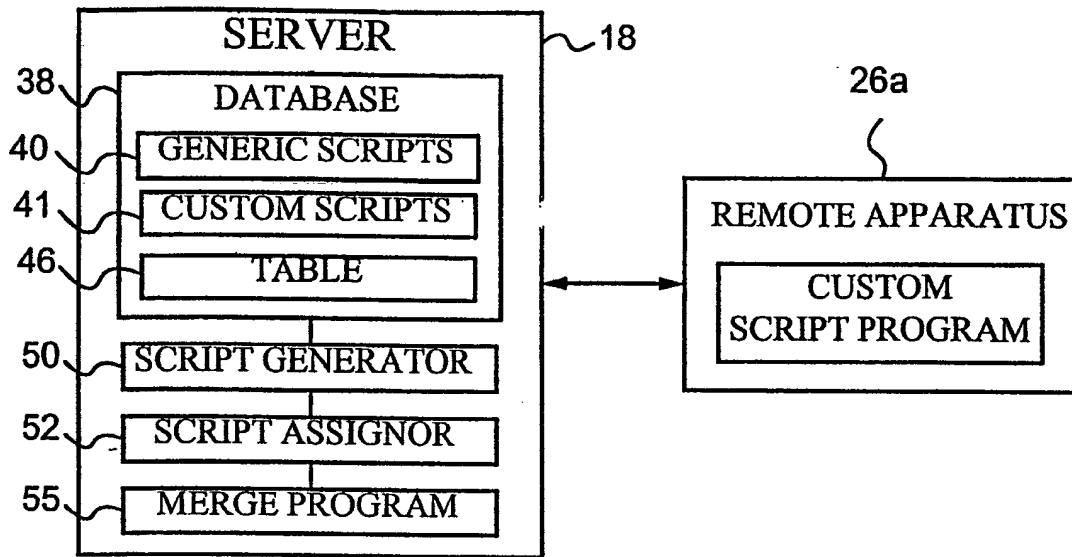 SERVER
18
38
DATABASE
40
GENERIC SCRIPTS
41
CUSTOM SCRIPTS
46
TABLE
50
SCRIPT GENERATOR
52
SCRIPT ASSIGNOR
55
MERGE PROGRAM
26a
REMOTE APPARATUS
CUSTOM
SCRIPT PROGRAM